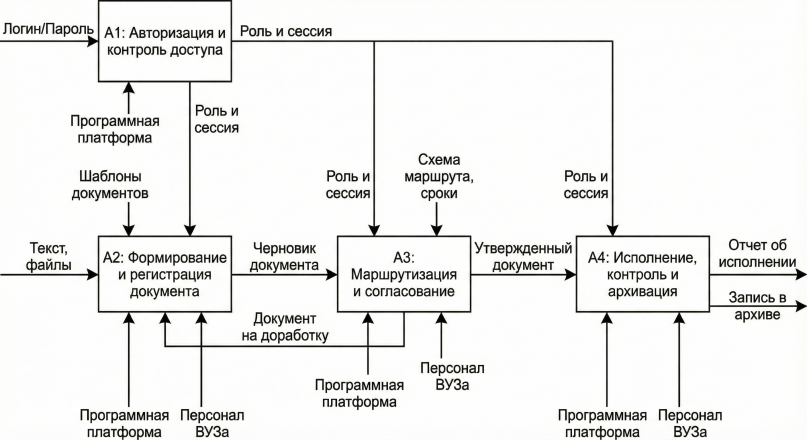 Логин/Пароль
А1: Авторизация и
контроль доступа
Роль и сессия
Программная
платформа
Роль и
сессия
Шаблоны
документов
Роль и
сессия
Схема
маршрута,
сроки
Роль и
сессия
Текст,
файлы
А2: Формирование
и регистрация
документа
Черновик
документа
А3:
Маршрутизация
и согласование
Утвержденный
документ
А4: Исполнение,
контроль и
архивация
Отчет об
исполнении
Запись в
архиве
Документ
на доработку
Программная
платформа
Персонал
ВУЗа
Программная
платформа
Персонал
ВУЗа
Программная
платформа
Персонал
ВУЗа